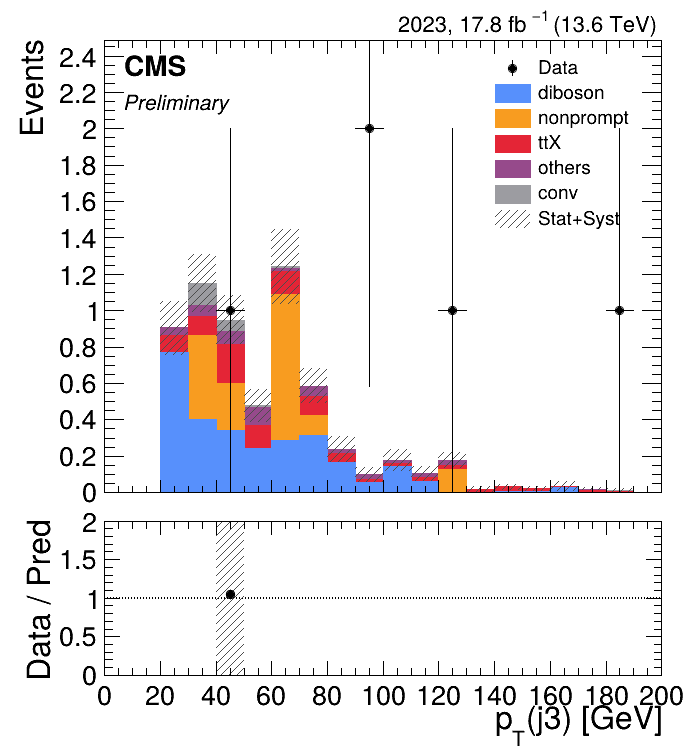 2023, 17.8 fb⁻¹ (13.6 TeV)
CMS
Preliminary
Events
2.4
2.2
2
1.8
1.6
1.4
1.2
1
0.8
0.6
0.4
0.2
0
Data
diboson
nonprompt
ttX
others
conv
Stat+Syst
Data / Pred
2
1.5
1
0.5
0
0 20 40 60 80 100 120 140 160 180 200
p_T(j3) [GeV]